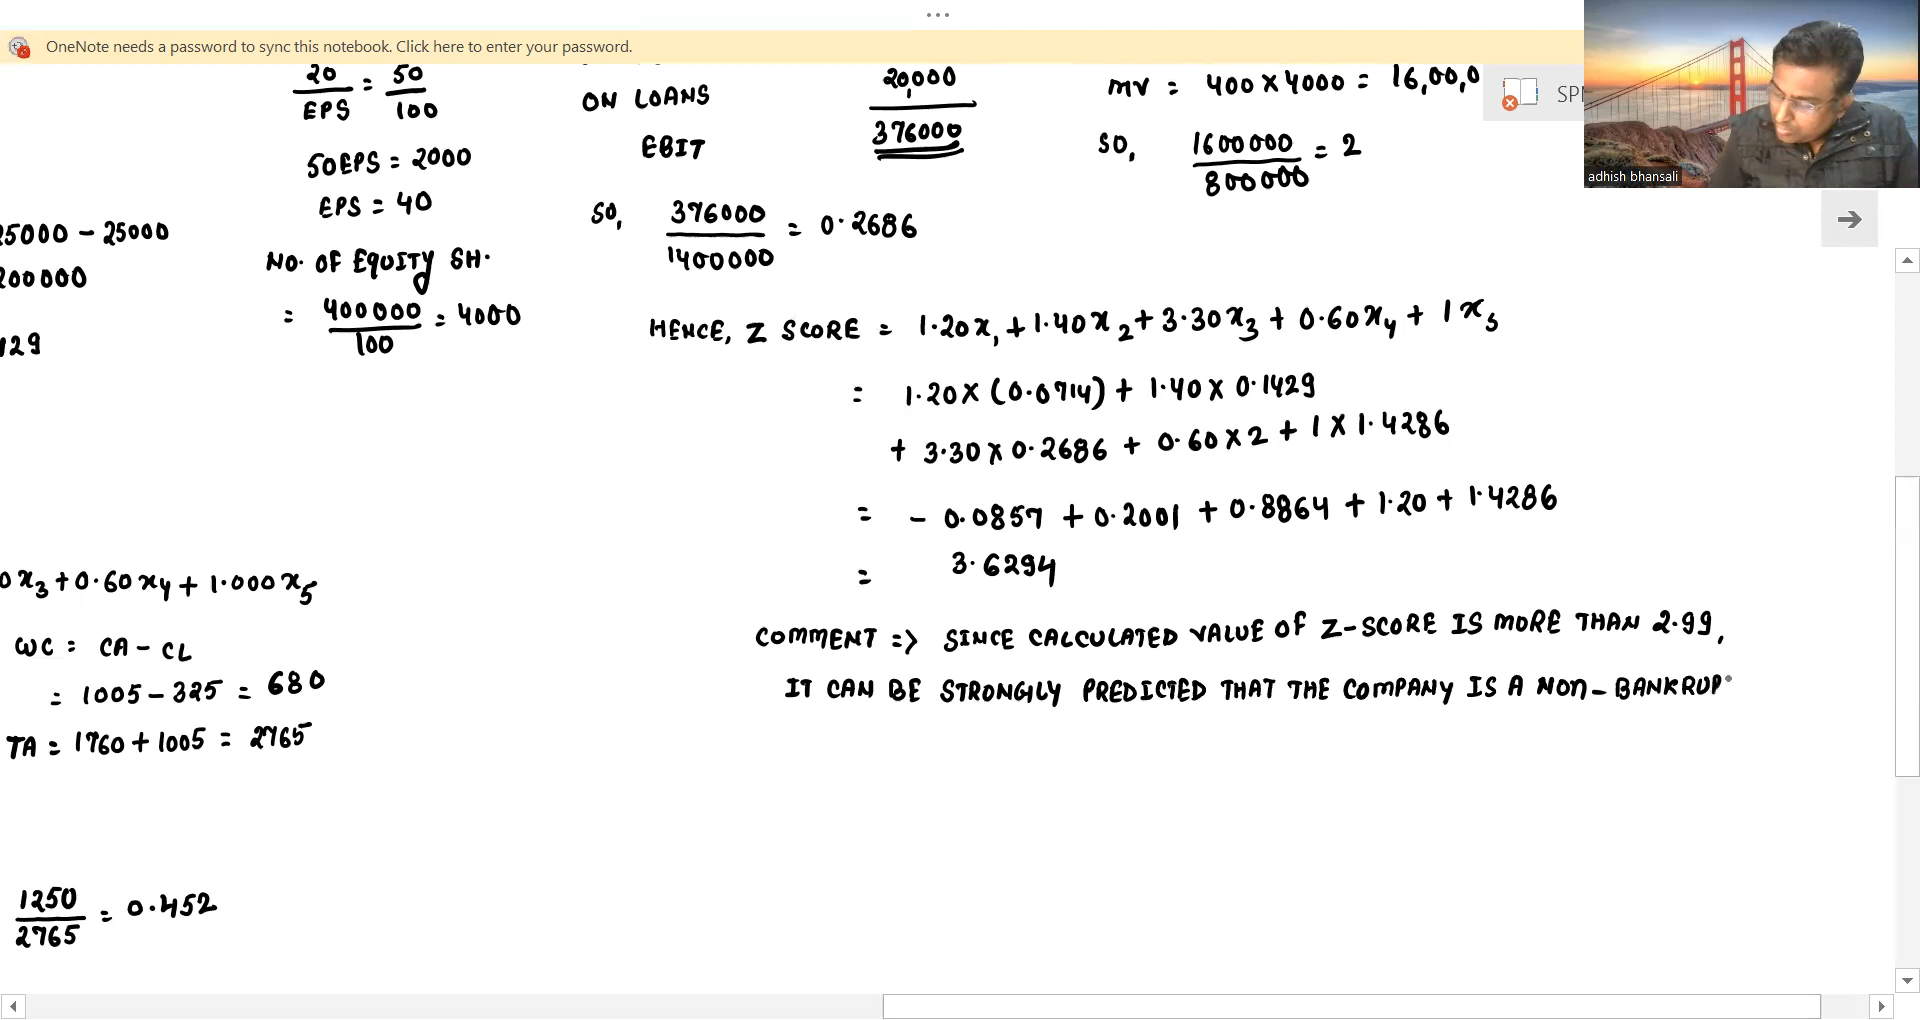 OneNote needs a password to sync this notebook. Click here to enter your password.
adhish bhansali
20/EPS = 50/100
50EPS = 2000
EPS = 40
NO. OF EQUITY SH.
= 400000/100 = 4000
25000 - 25000
200000
129
ON LOANS 20,000
EBIT 376000
SO, 376000/1400000 = 0.2686
MV = 400 X 4000 = 16,00,0
SO, 1600000/800000 = 2
HENCE, Z SCORE = 1.20x₁ + 1.40x₂ + 3.30x₃ + 0.60x₄ + 1x₅
= 1.20 X (0.0714) + 1.40 X 0.1429
+ 3.30 X 0.2686 + 0.60 X 2 + 1 X 1.4286
= - 0.0857 + 0.2001 + 0.8864 + 1.20 + 1.4286
= 3.6294
COMMENT => SINCE CALCULATED VALUE OF Z-SCORE IS MORE THAN 2.99,
IT CAN BE STRONGLY PREDICTED THAT THE COMPANY IS A NON-BANKRUP
0x₃ + 0.60x₄ + 1.000x₅
WC = CA - CL
= 1005 - 325 = 680
TA = 1760 + 1005 = 2765
1250/2765 = 0.452